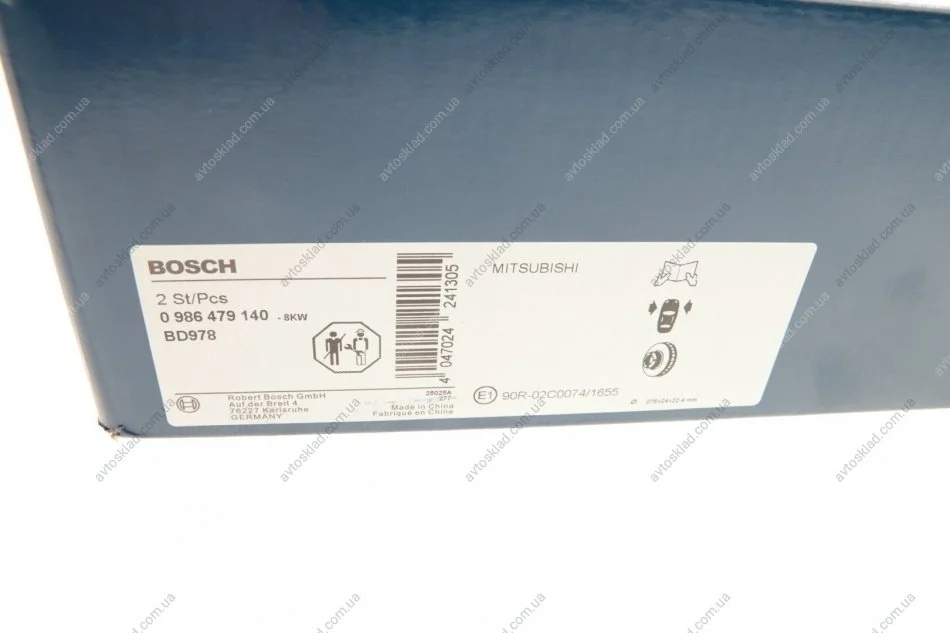 BOSCH
2 St/Pcs
0 986 479 140 - 8KW
BD978
Robert Bosch GmbH
Auf der Breit 4
76227 Karlsruhe
GERMANY
Made in China
Fabriqué en Chine
4 047024 241305
MITSUBISHI
E1 90R-02C0074/1655
avtosklad.com.ua